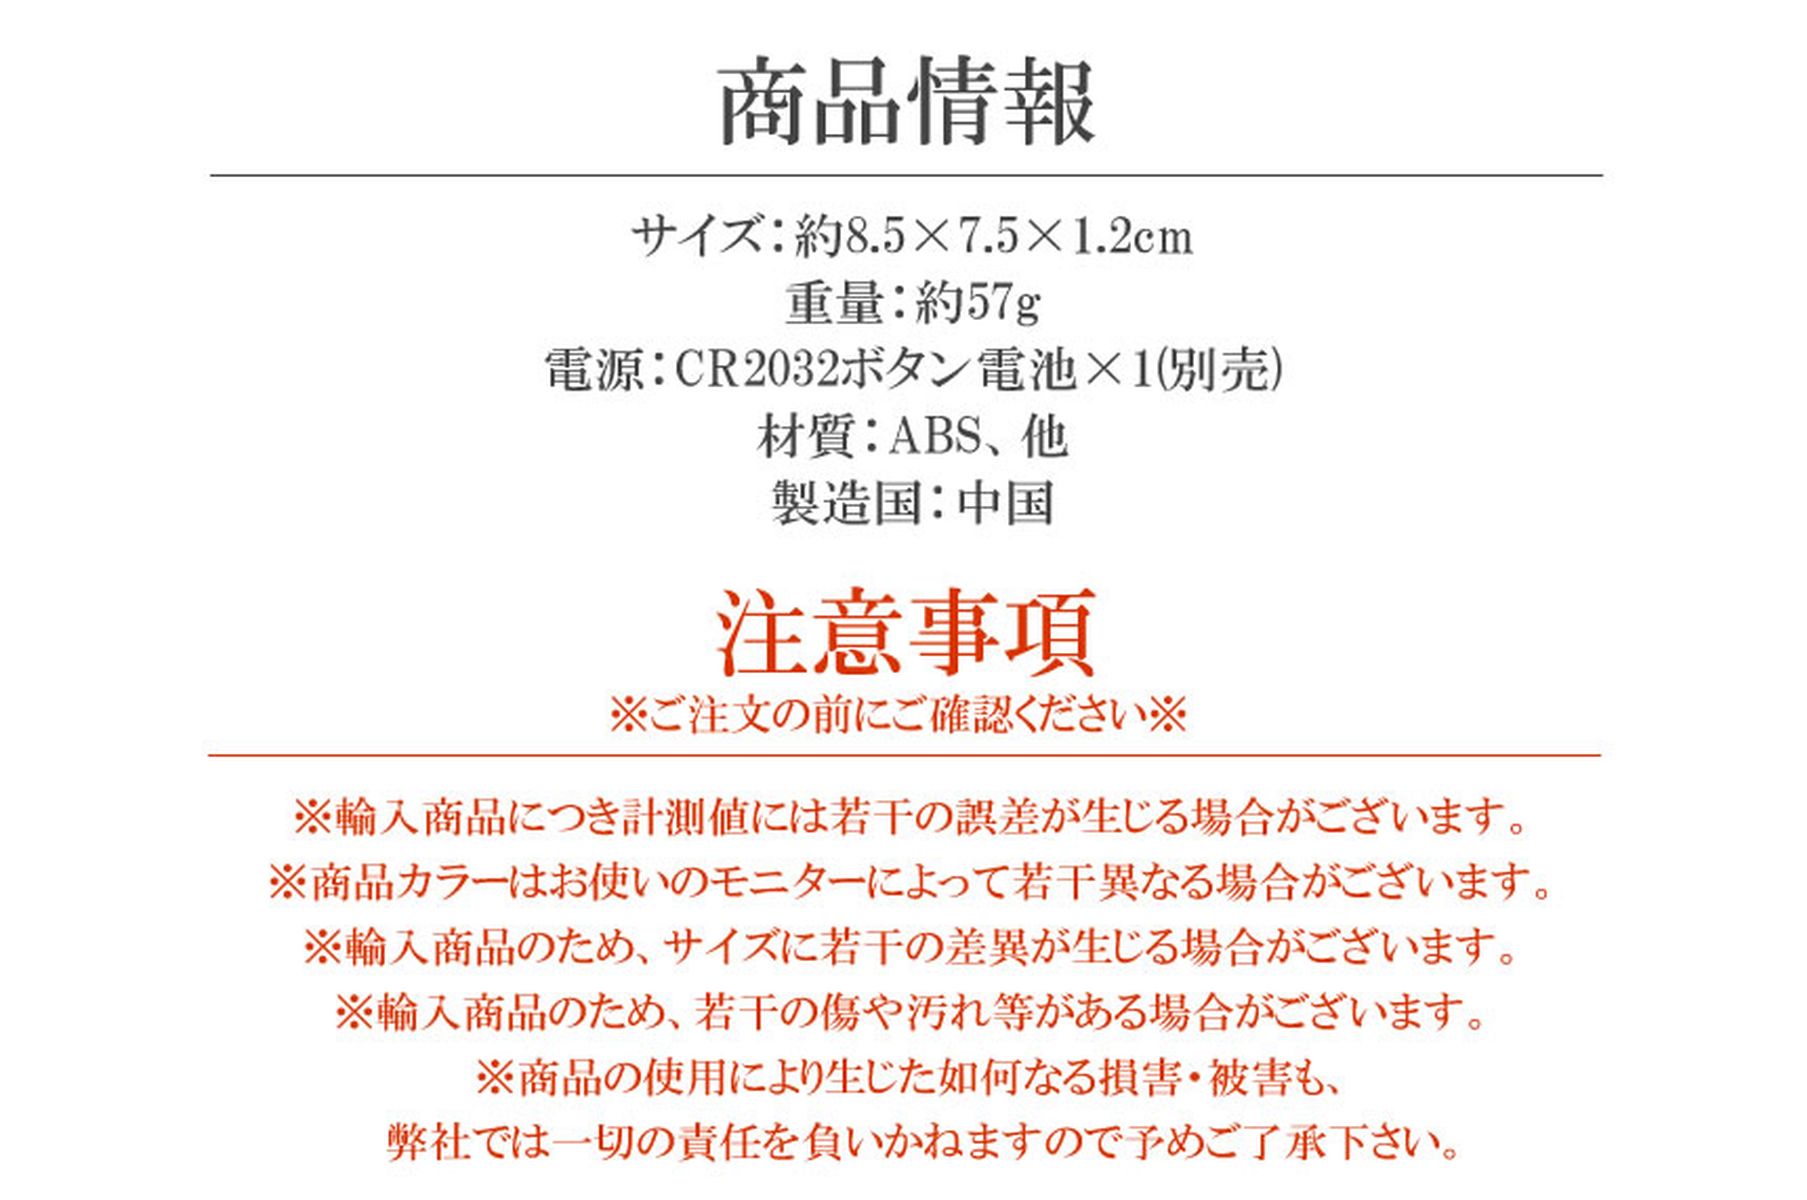 商品情報
サイズ：約8.5×7.5×1.2cm
重量：約57g
電源：CR2032ボタン電池×1(別売)
材質：ABS、他
製造国：中国
注意事項
※ご注文の前にご確認ください※
※輸入商品につき計測値には若干の誤差が生じる場合がございます。
※商品カラーはお使いのモニターによって若干異なる場合がございます。
※輸入商品のため、サイズに若干の差異が生じる場合がございます。
※輸入商品のため、若干の傷や汚れ等がある場合がございます。
※商品の使用により生じた如何なる損害・被害も、
弊社では一切の責任を負いかねますので予めご了承下さい。